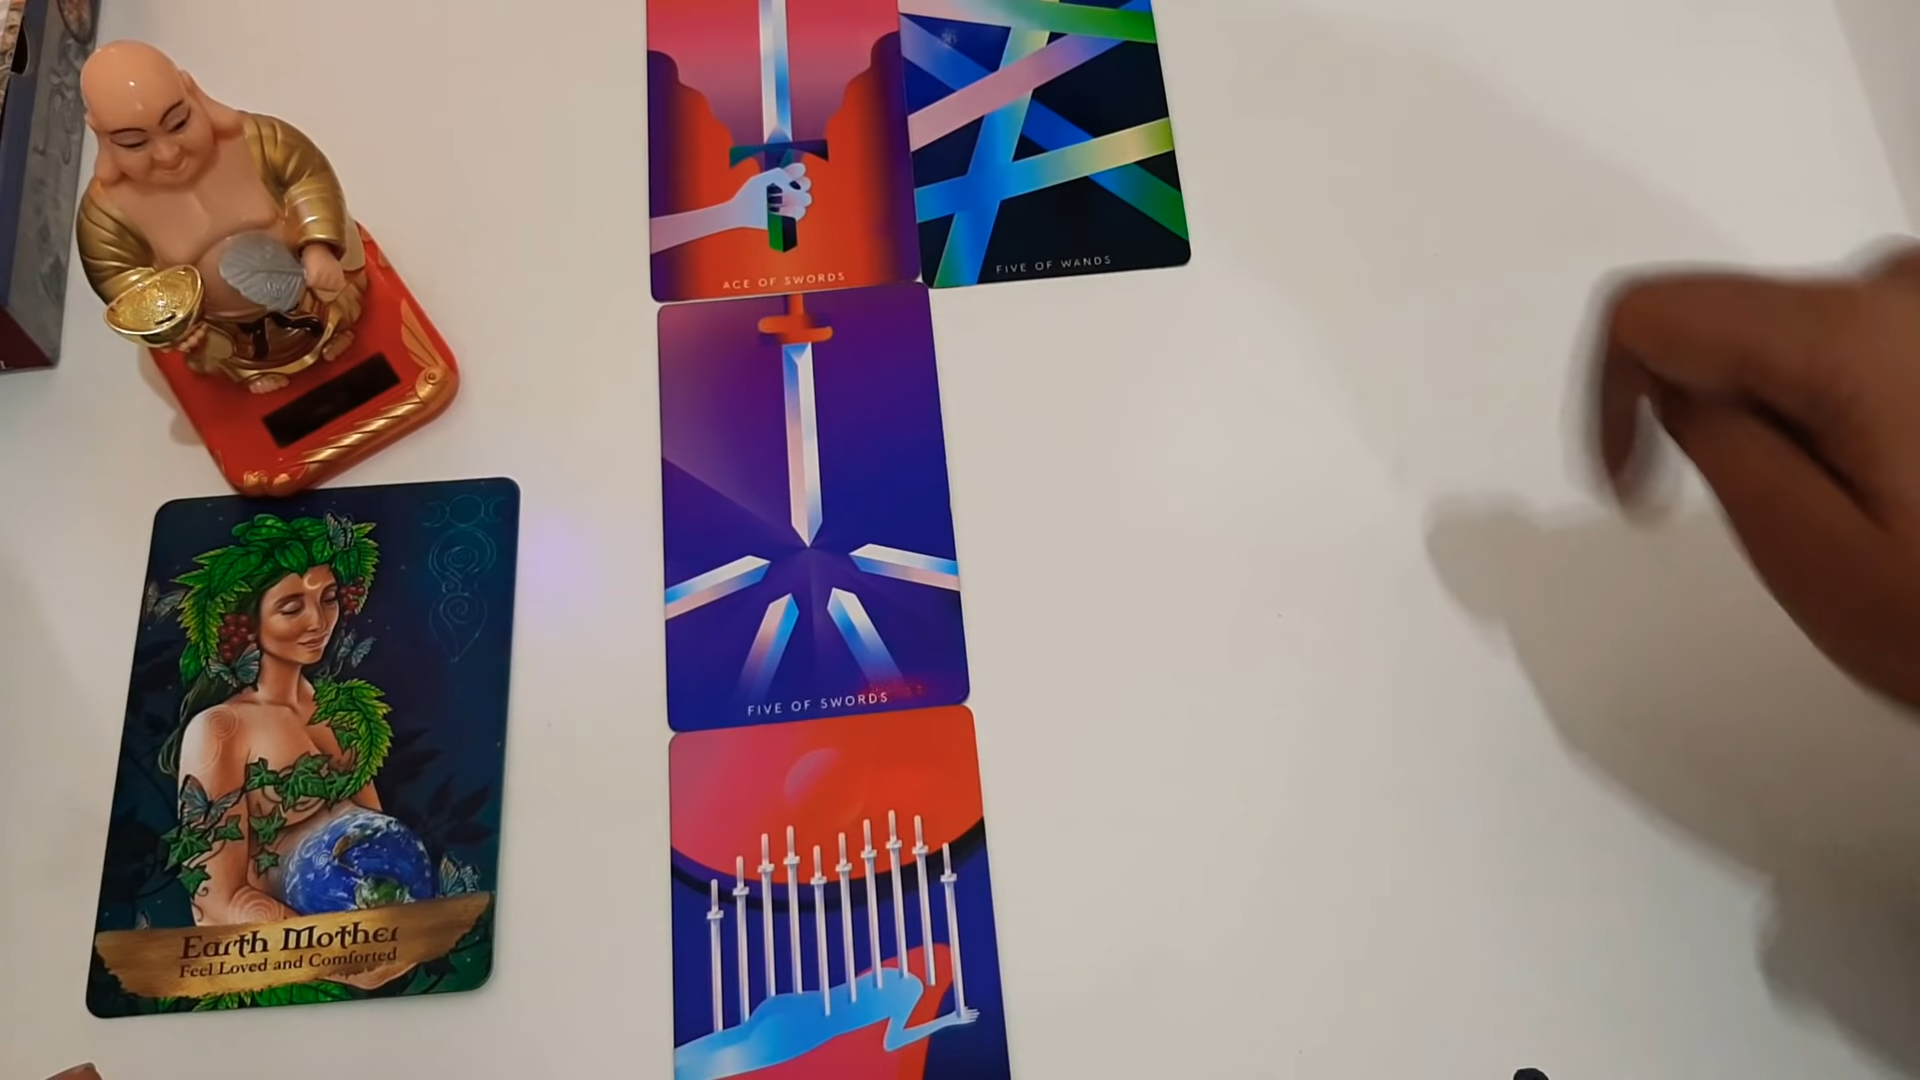 ACE OF SWORDS
FIVE OF WANDS
FIVE OF SWORDS
Earth Mother
Feel Loved and Comforted